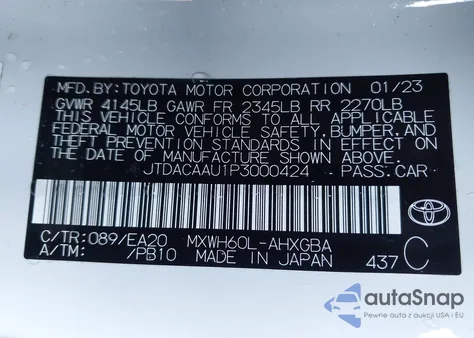 MFD.BY:TOYOTA MOTOR CORPORATION 01/23
GVWR 4145LB GAWR FR 2345LB RR 2270LB
THIS VEHICLE CONFORMS TO ALL APPLICABLE
FEDERAL MOTOR VEHICLE SAFETY,BUMPER,AND
THEFT PREVENTION STANDARDS IN EFFECT ON
THE DATE OF MANUFACTURE SHOWN ABOVE.
JTDACAAU1P3000424 PASS.CAR
TOYOTA
C/TR:089/EA20 MXWH60L-AHXGBA
A/TM: /PB10 MADE IN JAPAN 437 C
autoSnap
Pewne auta z aukcji USA i EU